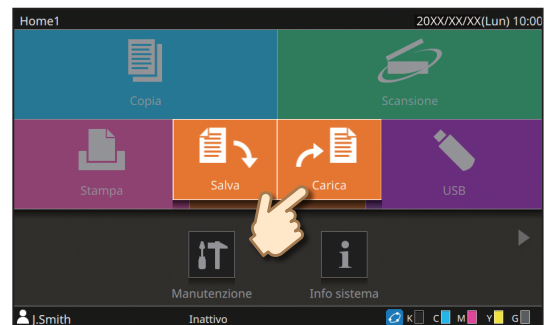 Home1 20XX/XX/XX(Lun) 10:00
Copia Scansione
Stampa Salva Carica USB
Manutenzione Info sistema
J.Smith Inattivo K C M Y G